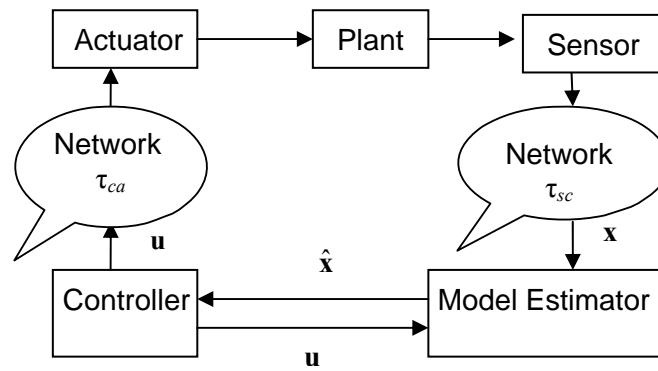 Actuator
Plant
Sensor
Network
τca
Network
τsc
u
x
x̂
Controller
Model Estimator
u